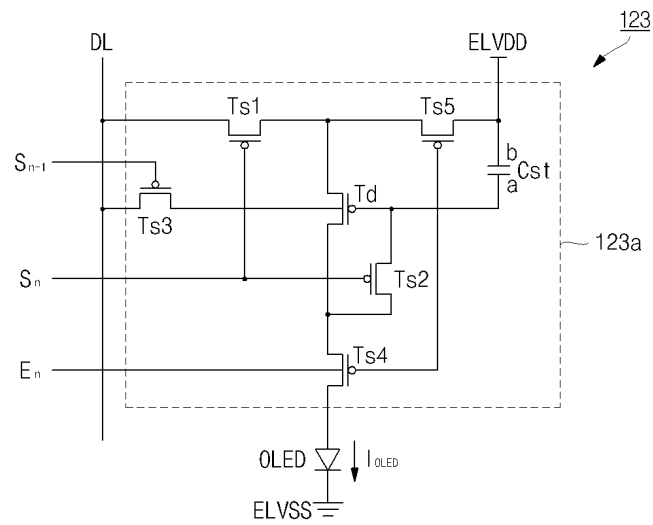 123
DL
ELVDD
Ts1
Ts5
Sn-1
b
Cst
a
Td
Ts3
123a
Sn
Ts2
Ts4
En
OLED
IOLED
ELVSS